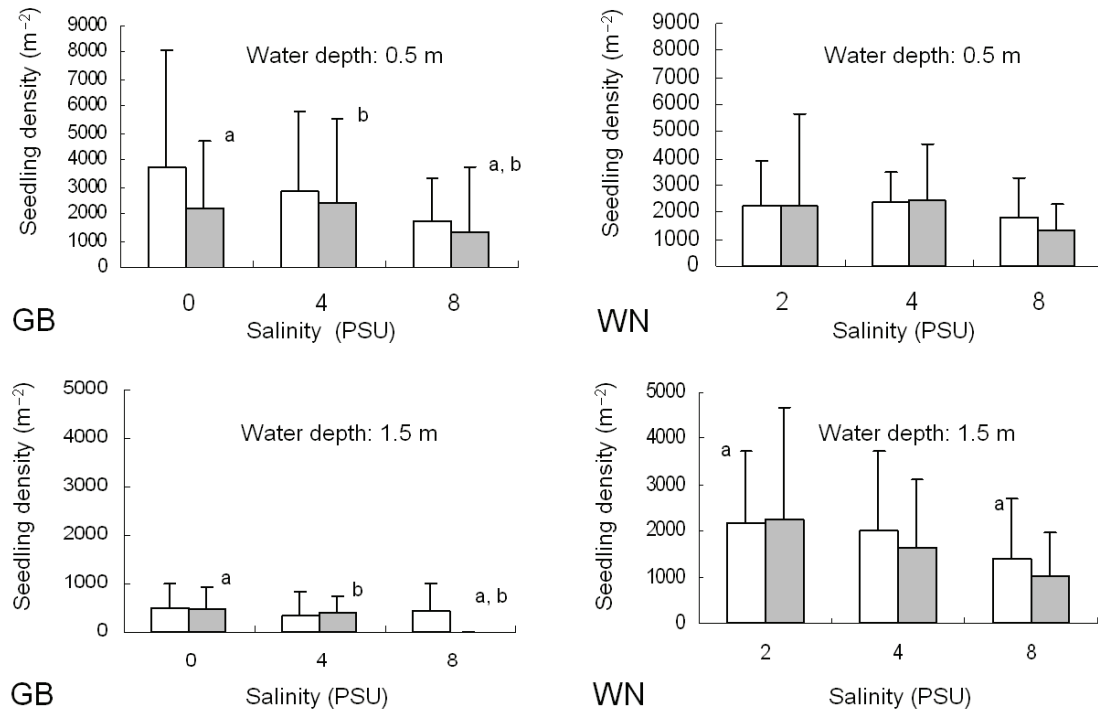 Seedling density (m⁻²)
9000
8000
7000
6000
5000
4000
3000
2000
1000
0
Water depth: 0.5 m
a
b
a, b
0 4 8
GB
Salinity (PSU)
Seedling density (m⁻²)
9000
8000
7000
6000
5000
4000
3000
2000
1000
0
Water depth: 0.5 m
2 4 8
WN
Salinity (PSU)
Seedling density (m⁻²)
5000
4000
3000
2000
1000
0
Water depth: 1.5 m
a
b
a, b
0 4 8
GB
Salinity (PSU)
Seedling density (m⁻²)
5000
4000
3000
2000
1000
0
Water depth: 1.5 m
a
a
2 4 8
WN
Salinity (PSU)